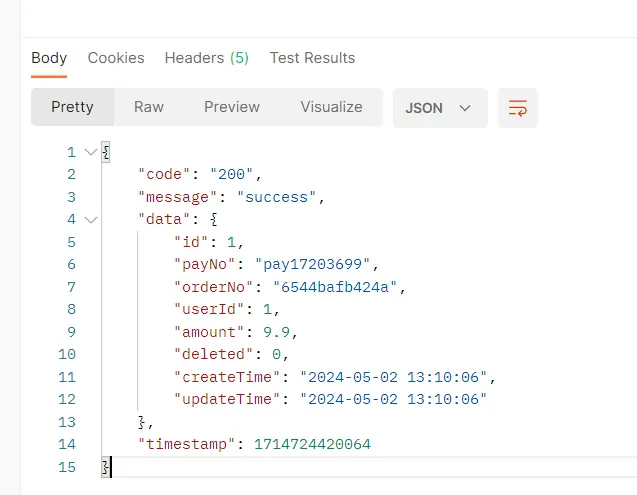 Body Cookies Headers (5) Test Results
Pretty Raw Preview Visualize JSON
1 {
2 "code": "200",
3 "message": "success",
4 "data": {
5 "id": 1,
6 "payNo": "pay17203699",
7 "orderNo": "6544bafb424a",
8 "userId": 1,
9 "amount": 9.9,
10 "deleted": 0,
11 "createTime": "2024-05-02 13:10:06",
12 "updateTime": "2024-05-02 13:10:06"
13 },
14 "timestamp": 1714724420064
15 }